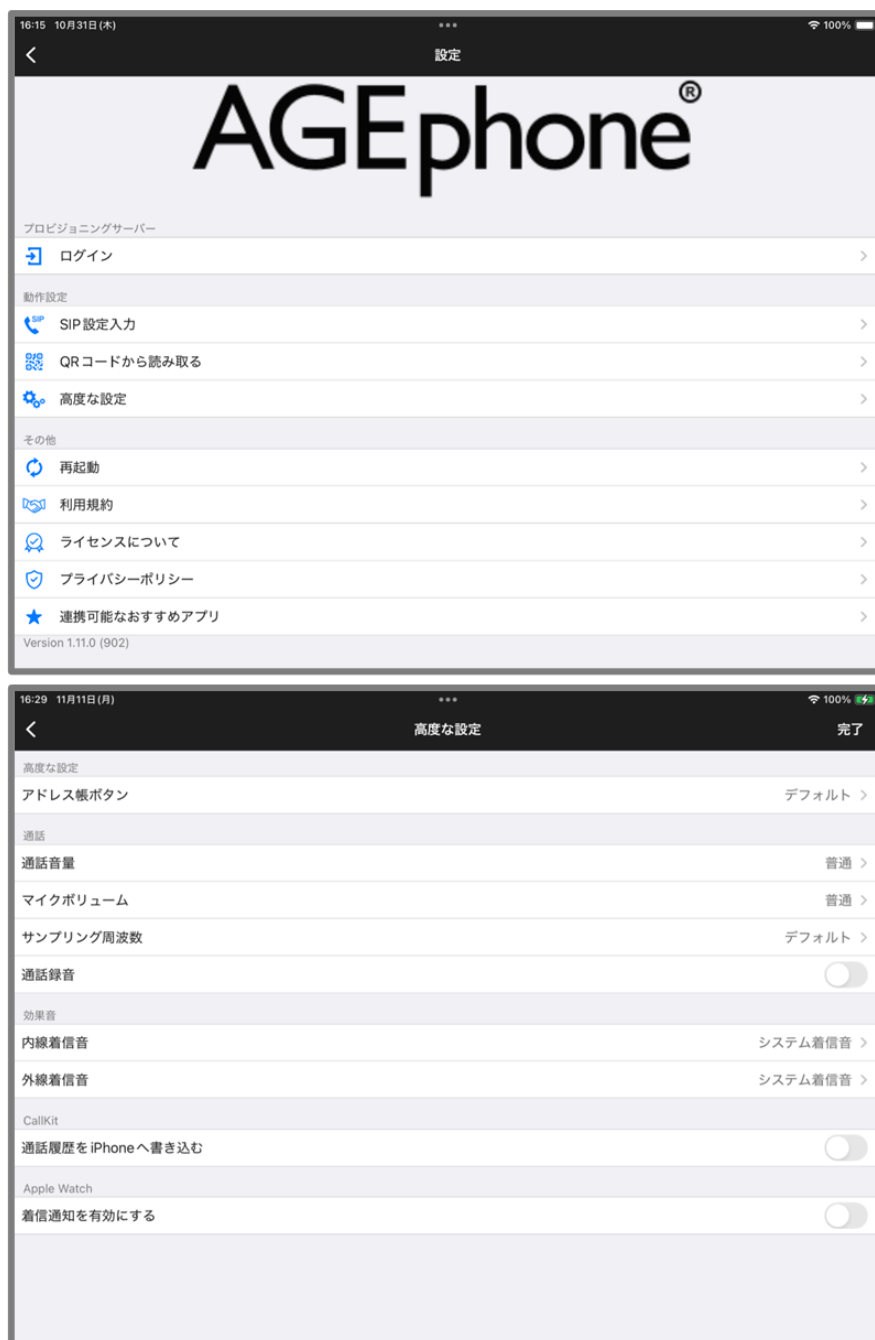 16:15 10月31日(木) 100%
設定
AGEphone®
プロビジョニングサーバー
ログイン
動作設定
SIP
SIP設定入力
QRコードから読み取る
高度な設定
その他
再起動
利用規約
ライセンスについて
プライバシーポリシー
連携可能なおすすめアプリ
Version 1.11.0 (902)
16:29 11月11日(月) 100%
高度な設定 完了
高度な設定
アドレス帳ボタン デフォルト
通話
通話音量 普通
マイクボリューム 普通
サンプリング周波数 デフォルト
通話録音
効果音
内線着信音 システム着信音
外線着信音 システム着信音
CallKit
通話履歴をiPhoneへ書き込む
Apple Watch
着信通知を有効にする